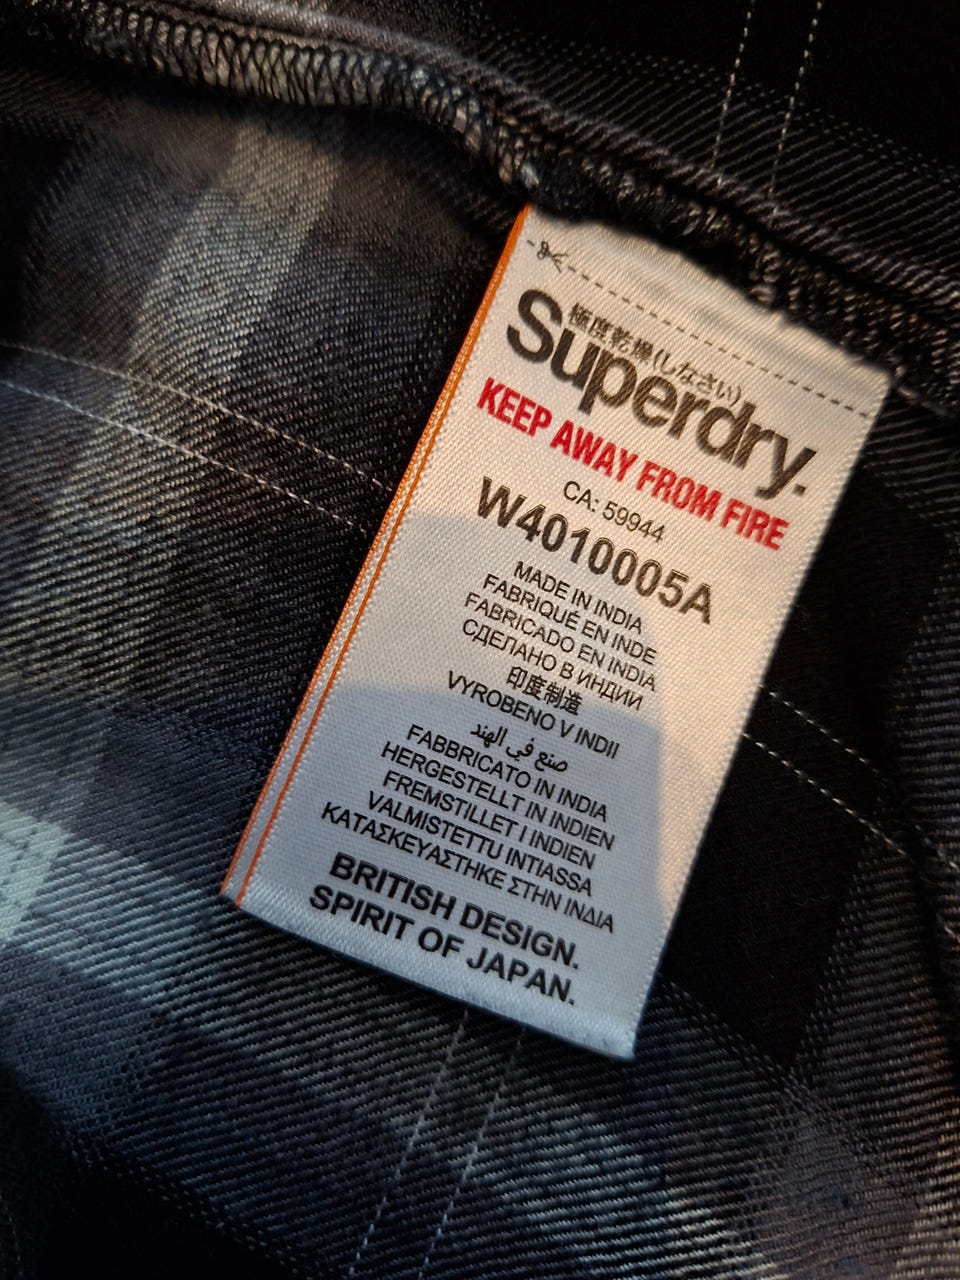 極度乾燥(しなさい)
Superdry.
KEEP AWAY FROM FIRE
CA: 59944
W4010005A
MADE IN INDIA
FABRIQUÉ EN INDE
FABRICADO EN INDIA
СДЕЛАНО В ИНДИИ
印度制造
VYROBENO V INDII
صنع في الهند
FABBRICATO IN INDIA
HERGESTELLT IN INDIEN
FREMSTILLET I INDIEN
VALMISTETTU INTIASSA
ΚΑΤΑΣΚΕΥΑΣΤΗΚΕ ΣΤΗΝ ΙΝΔΙΑ
BRITISH DESIGN.
SPIRIT OF JAPAN.